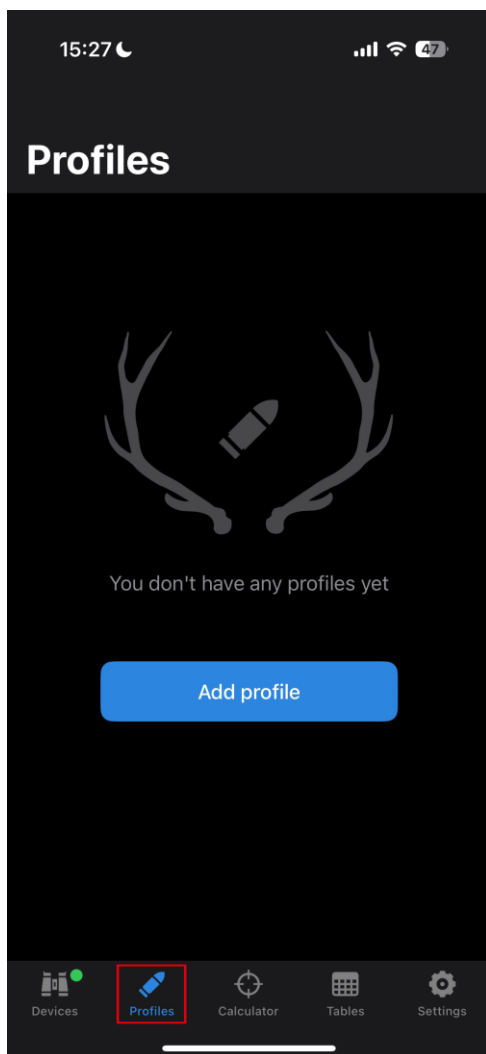 15:27 47
Profiles
You don't have any profiles yet
Add profile
Devices Profiles Calculator Tables Settings